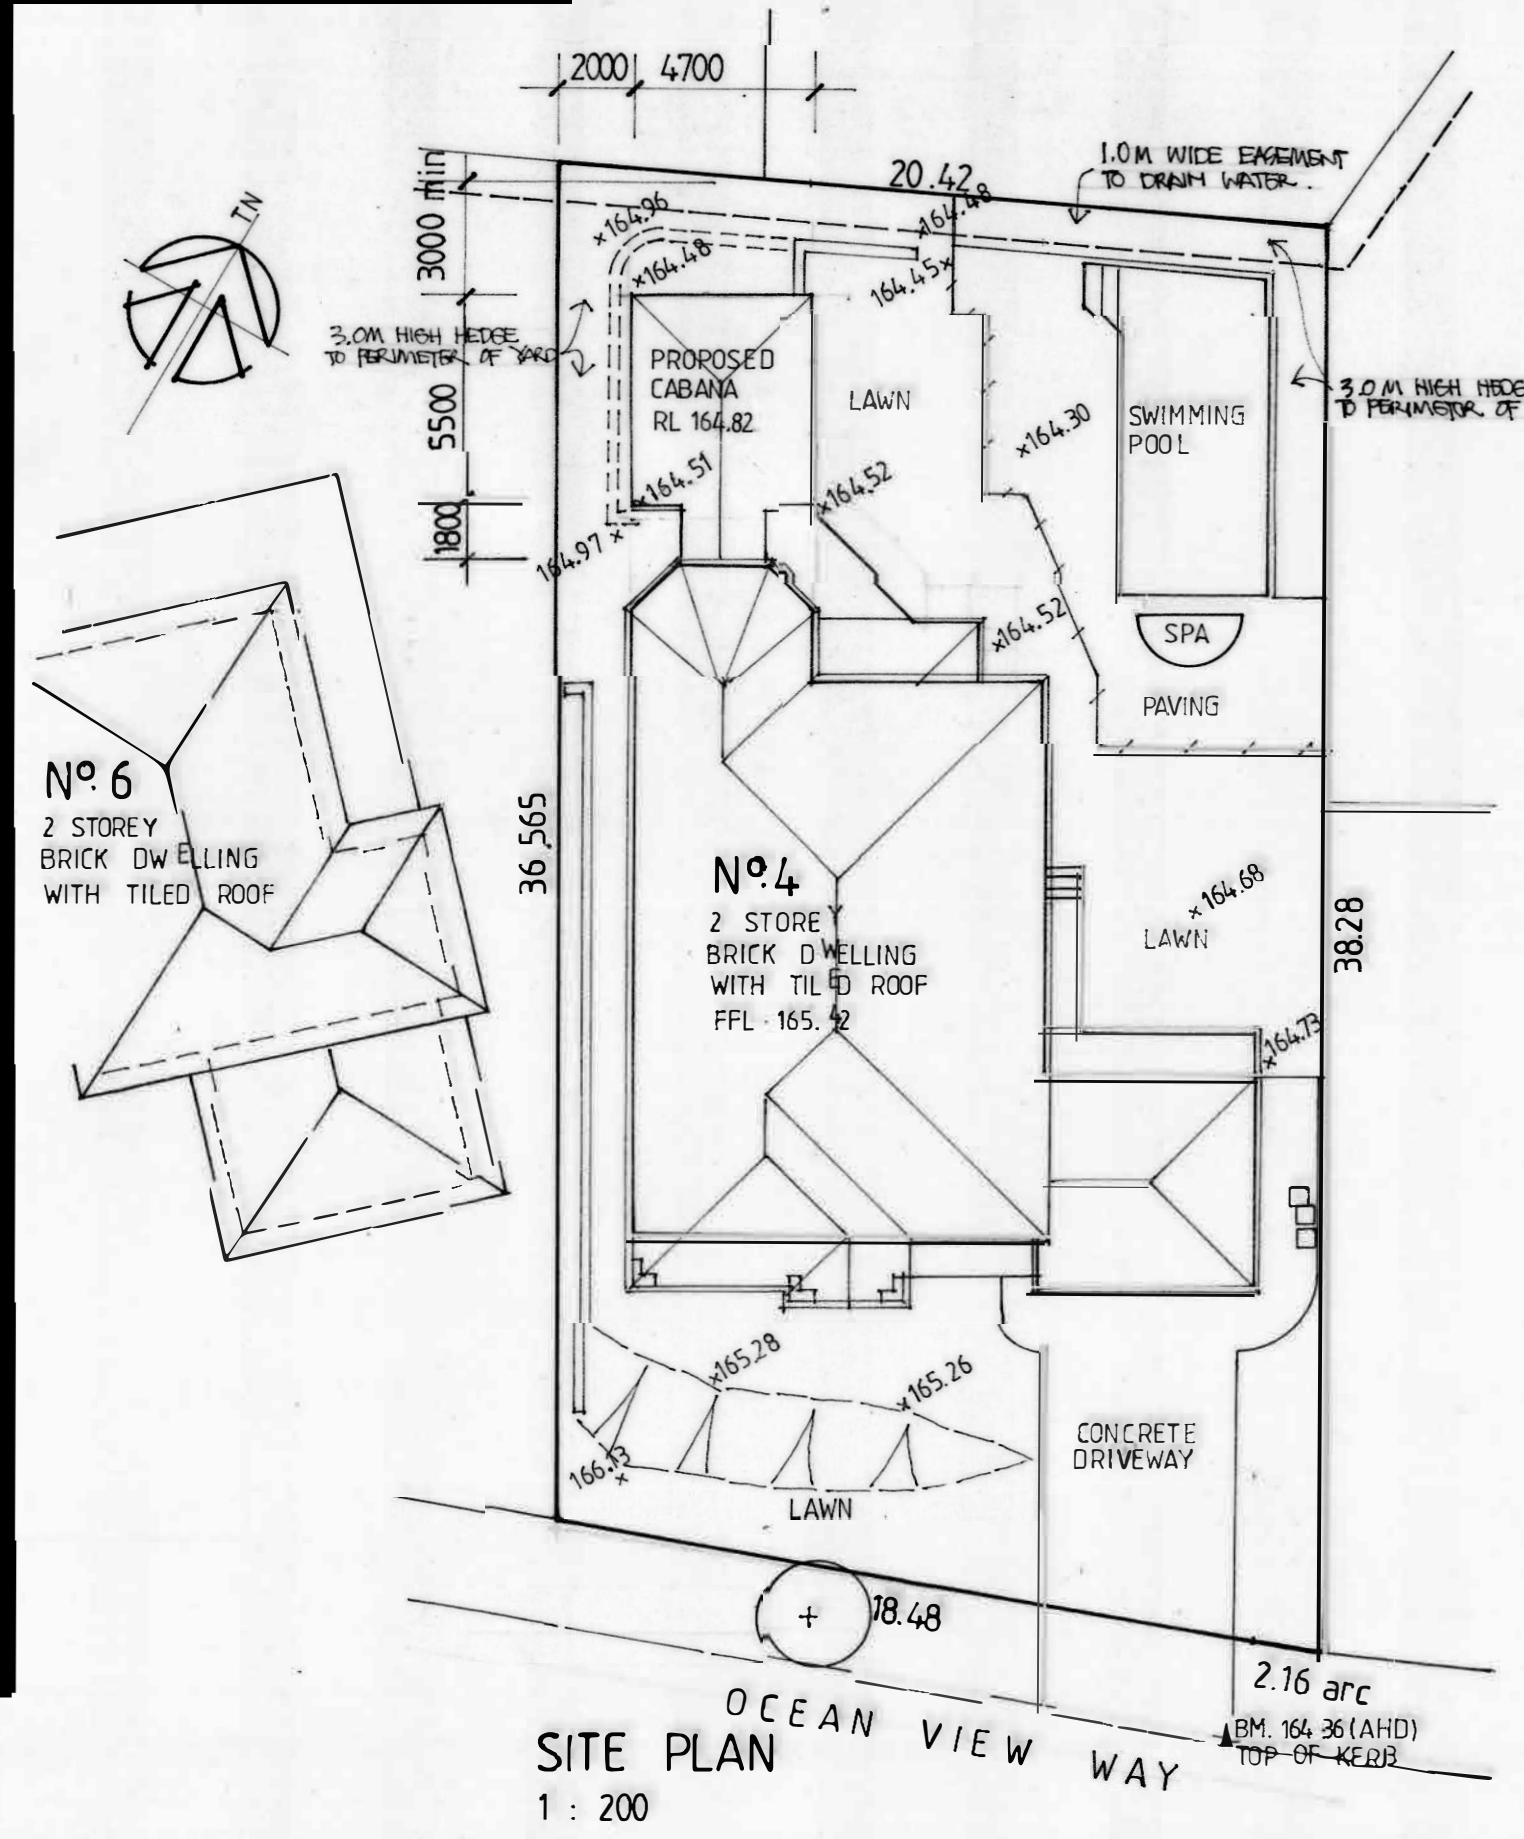 2000 4700
3000 min
20.42
1.0M WIDE EASEMENT
TO DRAIN WATER.
TN
×164.96
×164.48
×164.48
164.45×
3.0M HIGH HEDGE
TO PERIMETER OF YARD
PROPOSED
CABANA
RL 164.82
LAWN
×164.30
SWIMMING
POOL
3.0M HIGH HEDGE
TO PERIMETOR OF
5500
×164.51
×164.52
1800
164.97 ×
×164.52
SPA
PAVING
Nº.6
2 STOREY
BRICK DWELLING
WITH TILED ROOF
36.565
Nº.4
2 STOREY
BRICK DWELLING
WITH TILED ROOF
FFL 165.42
×164.68
LAWN
38.28
×164.73
×165.28
×165.26
166.13
×
LAWN
CONCRETE
DRIVEWAY
18.48
2.16 arc
BM. 164.36 (AHD)
TOP OF KERB
OCEAN VIEW WAY
SITE PLAN
1 : 200